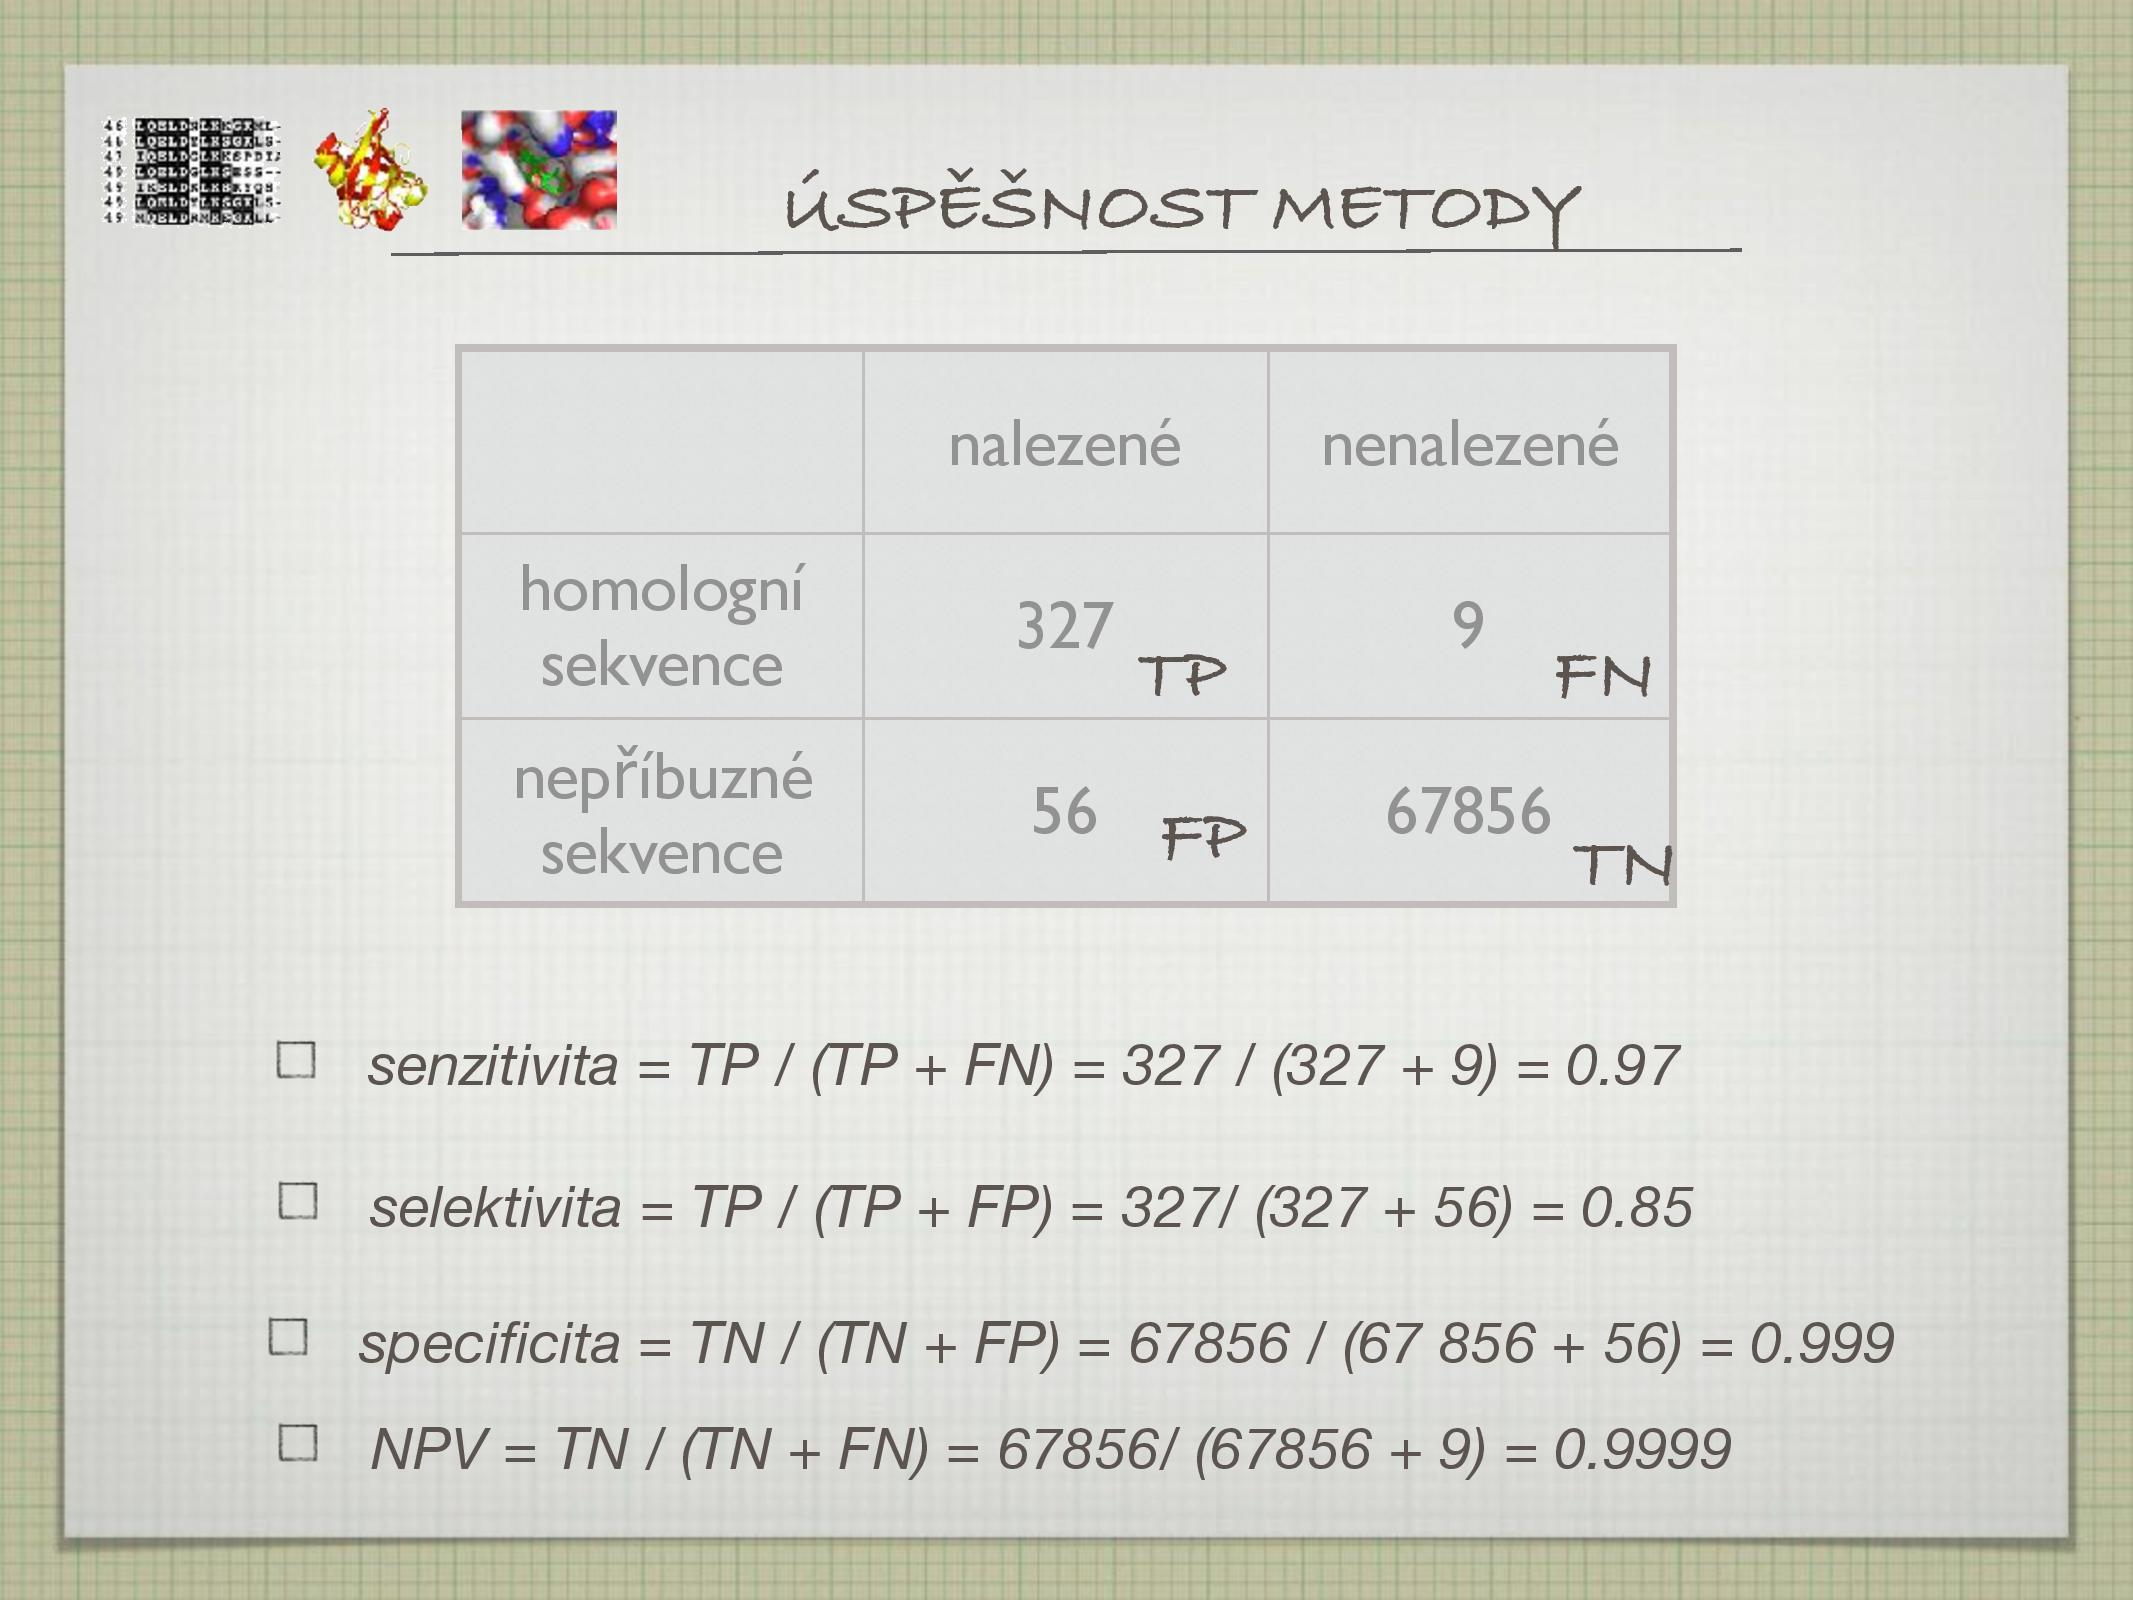 ÚSPĚŠNOST METODY
nalezené nenalezené
homologní
sekvence
327 TP
9 FN
nepříbuzné
sekvence
56 FP
67856 TN
senzitivita = TP / (TP + FN) = 327 / (327 + 9) = 0.97
selektivita = TP / (TP + FP) = 327/ (327 + 56) = 0.85
specificita = TN / (TN + FP) = 67856 / (67 856 + 56) = 0.999
NPV = TN / (TN + FN) = 67856/ (67856 + 9) = 0.9999